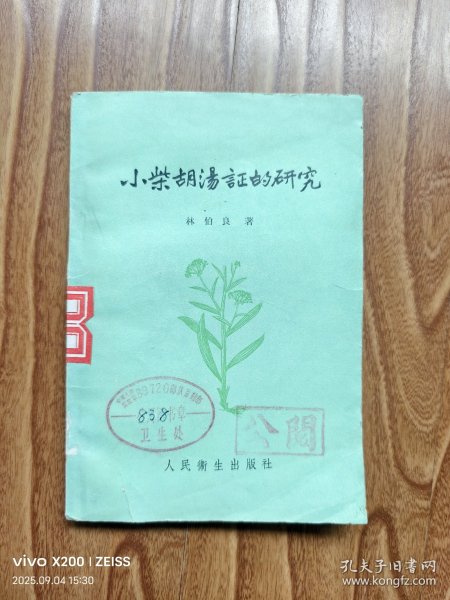 小柴胡湯証的研究
林伯良 著
39726
838
卫生处
公閱
人民衛生出版社
vivo X200 | ZEISS
2025.09.04 15:30
孔夫子旧书网
www.kongfz.com